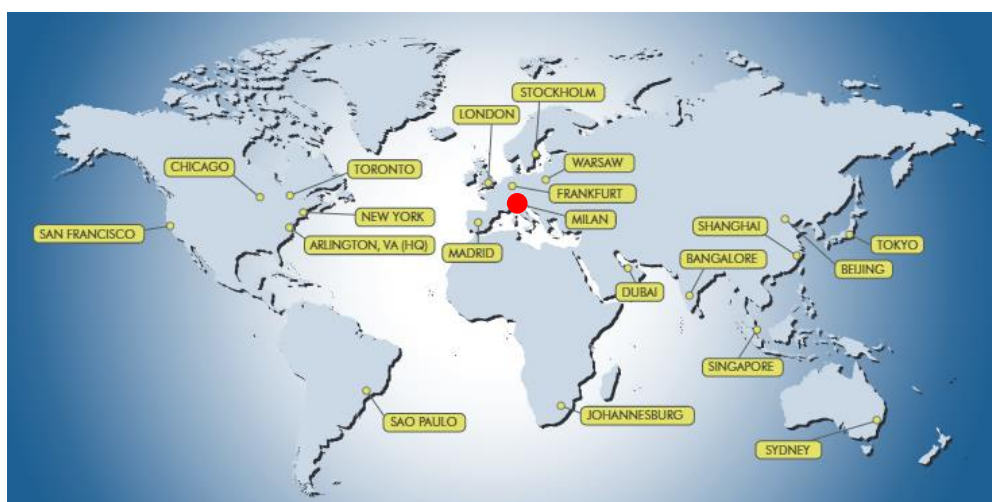 STOCKHOLM
LONDON
WARSAW
CHICAGO
TORONTO
FRANKFURT
NEW YORK
MILAN
SAN FRANCISCO
SHANGHAI
ARLINGTON, VA (HQ)
TOKYO
MADRID
BANGALORE
BEIJING
DUBAI
SINGAPORE
JOHANNESBURG
SAO PAULO
SYDNEY